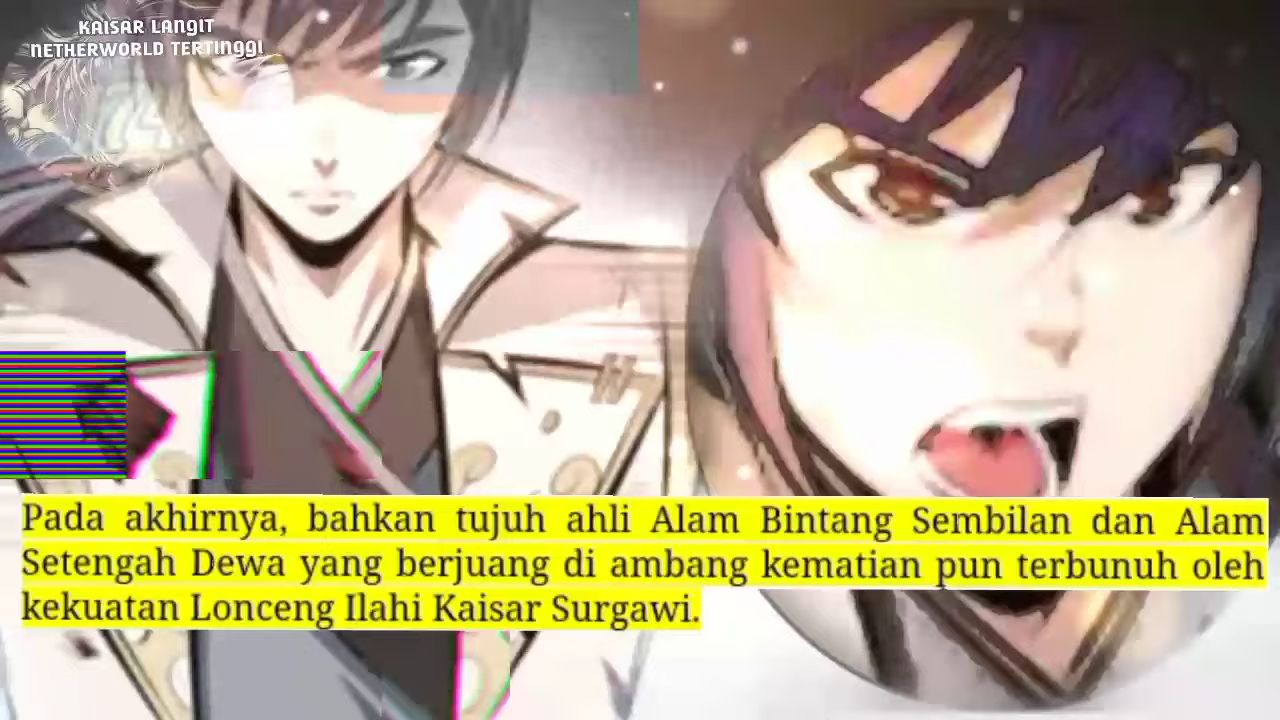 KAISAR LANGIT
NETHERWORLD TERTINGGI
Pada akhirnya, bahkan tujuh ahli Alam Bintang Sembilan dan Alam
Setengah Dewa yang berjuang di ambang kematian pun terbunuh oleh
kekuatan Lonceng Ilahi Kaisar Surgawi.